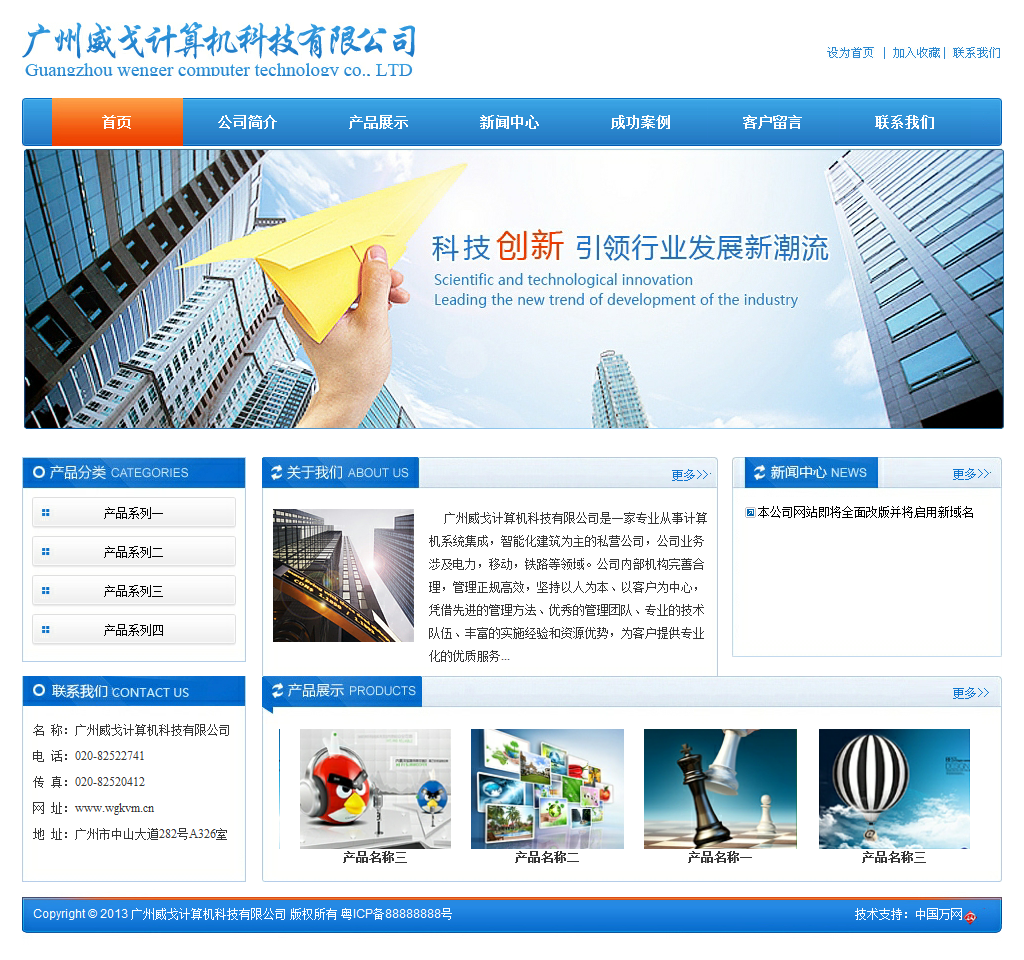 广州威戈计算机科技有限公司
Guangzhou wenger computer technology co., LTD
设为首页 | 加入收藏 | 联系我们
首页 公司简介 产品展示 新闻中心 成功案例 客户留言 联系我们
科技创新 引领行业发展新潮流
Scientific and technological innovation
Leading the new trend of development of the industry
产品分类 CATEGORIES
产品系列一
产品系列二
产品系列三
产品系列四
关于我们 ABOUT US 更多>>
广州威戈计算机科技有限公司是一家专业从事计算
机系统集成，智能化建筑为主的私营公司，公司业务
涉及电力，移动，铁路等领域。公司内部机构完善合
理，管理正规高效，坚持以人为本、以客户为中心，
凭借先进的管理方法、优秀的管理团队、专业的技术
队伍、丰富的实施经验和资源优势，为客户提供专业
化的优质服务...
新闻中心 NEWS 更多>>
本公司网站即将全面改版并将启用新域名
联系我们 CONTACT US
名 称：广州威戈计算机科技有限公司
电 话：020-82522741
传 真：020-82520412
网 址：www.wgkvm.cn
地 址：广州市中山大道282号A326室
产品展示 PRODUCTS 更多>>
产品名称三 产品名称二 产品名称一 产品名称三
Copyright © 2013 广州威戈计算机科技有限公司 版权所有 粤ICP备88888888号
技术支持：中国万网